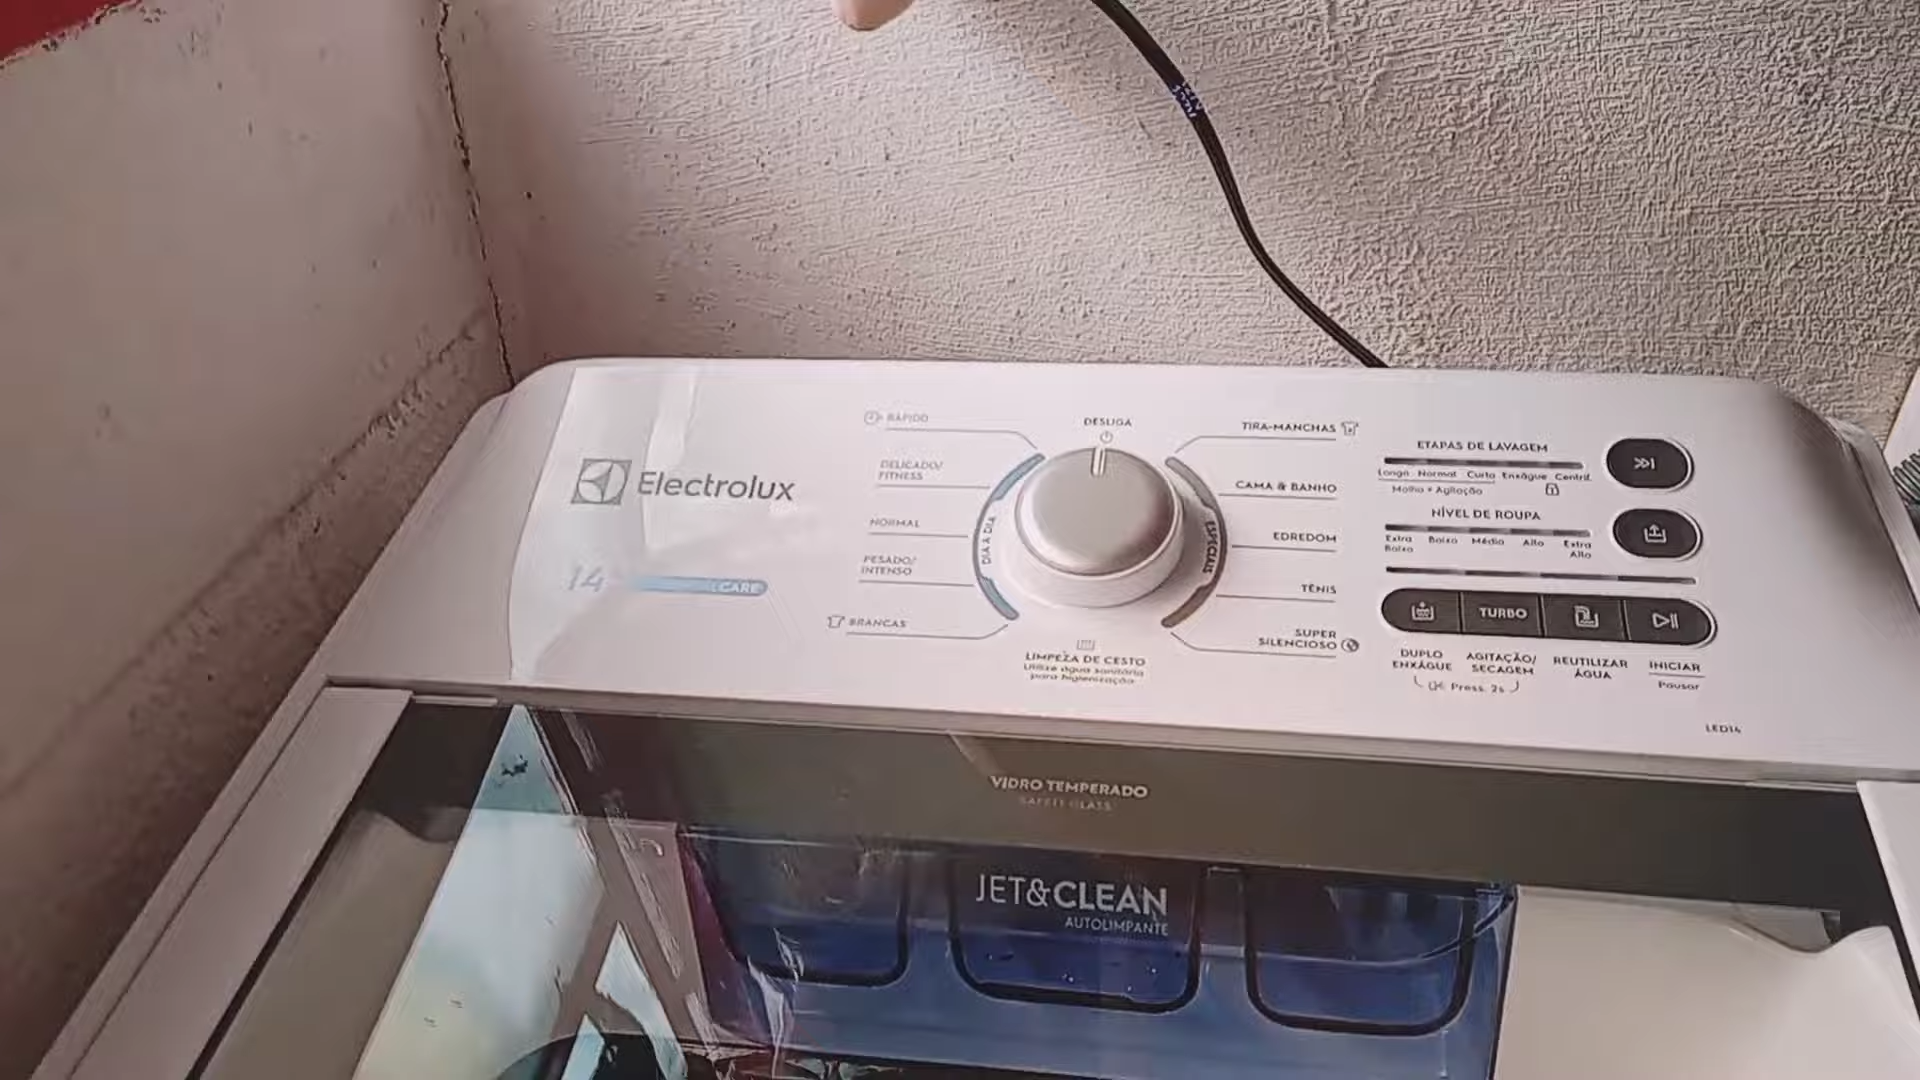 RÁPIDO
DELICADO/
FITNESS
NORMAL
PESADO/
INTENSO
BRANCAS
DIA A DIA
DESLIGA
ESPECIAIS
TIRA-MANCHAS
CAMA & BANHO
EDREDOM
TÊNIS
SUPER
SILENCIOSO
LIMPEZA DE CESTO
Utilize água sanitária
para higienização
Electrolux
14
CARE
ETAPAS DE LAVAGEM
Longo Normal Curto Enxágue Centrif.
Molho + Agitação
NÍVEL DE ROUPA
Extra
Baixo Baixo Médio Alto Extra
Alto
TURBO
DUPLO
ENXÁGUE
AGITAÇÃO/
SECAGEM
REUTILIZAR
ÁGUA
INICIAR
Pausar
Press. 2s
LED14
VIDRO TEMPERADO
SAFETY GLASS
JET&CLEAN
AUTOLIMPANTE